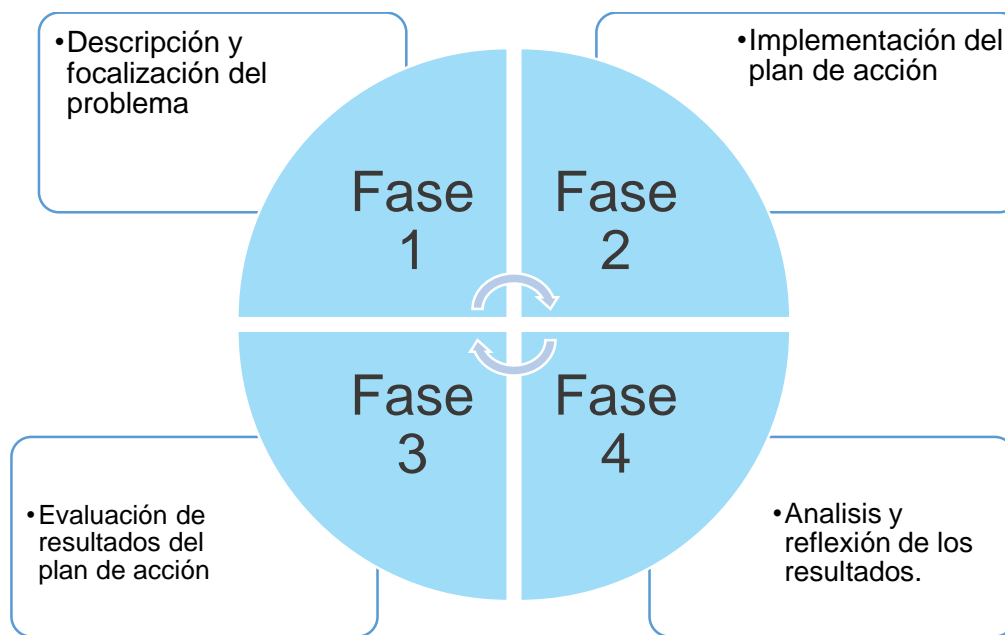 •Descripción y
focalización del
problema
•Implementación del
plan de acción
Fase
1
Fase
2
Fase
3
Fase
4
•Evaluación de
resultados del
plan de acción
•Analisis y
reflexión de los
resultados.